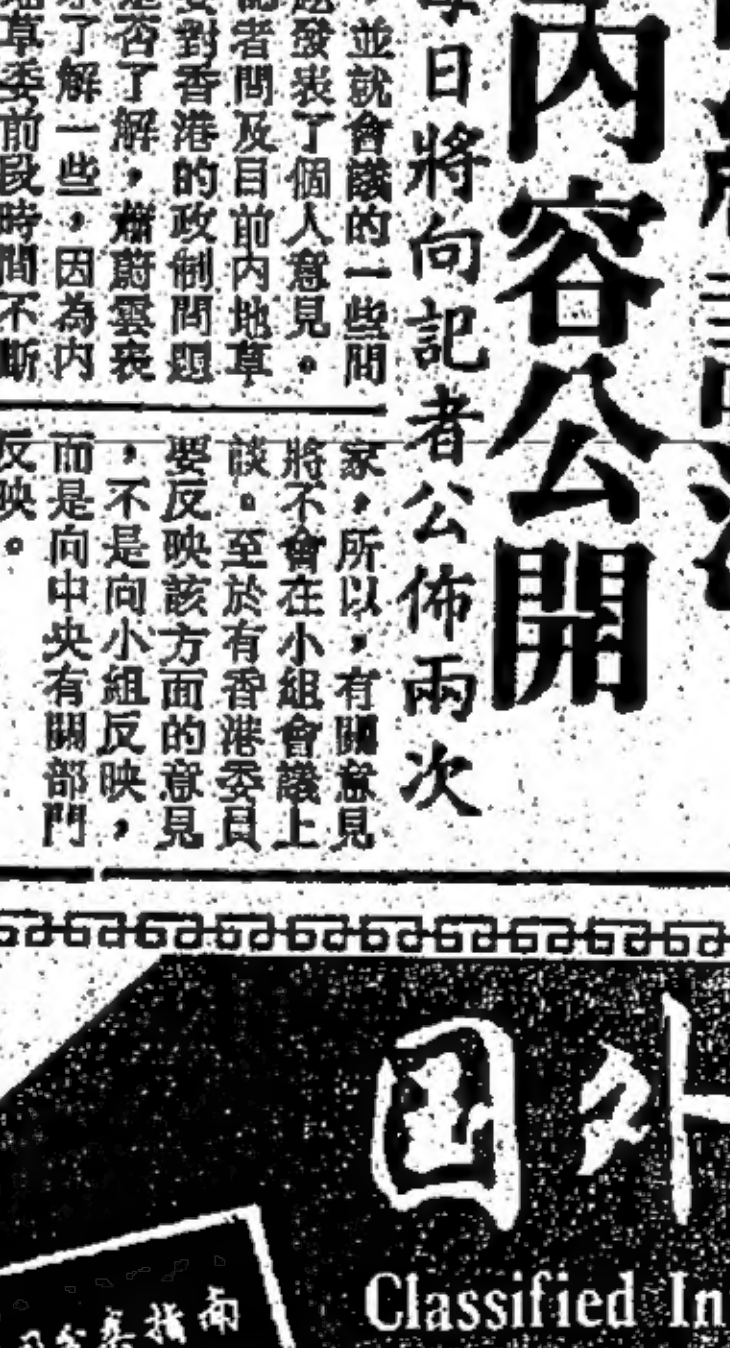 內容公開
每日將向記者公佈兩次
，並就會議的一些問
發表了個人意見。
記者問及目前內地草
委對香港的政制問題
是否了解，蕭蔚雲表
示了解一些，因為內
地草委前段時間不斷
家，所以，有關意見
將不會在小組會議上
談。至於有香港委員
要反映該方面的意見
，不是向小組反映，
而是向中央有關部門
反映。
国外
Classified In
指南